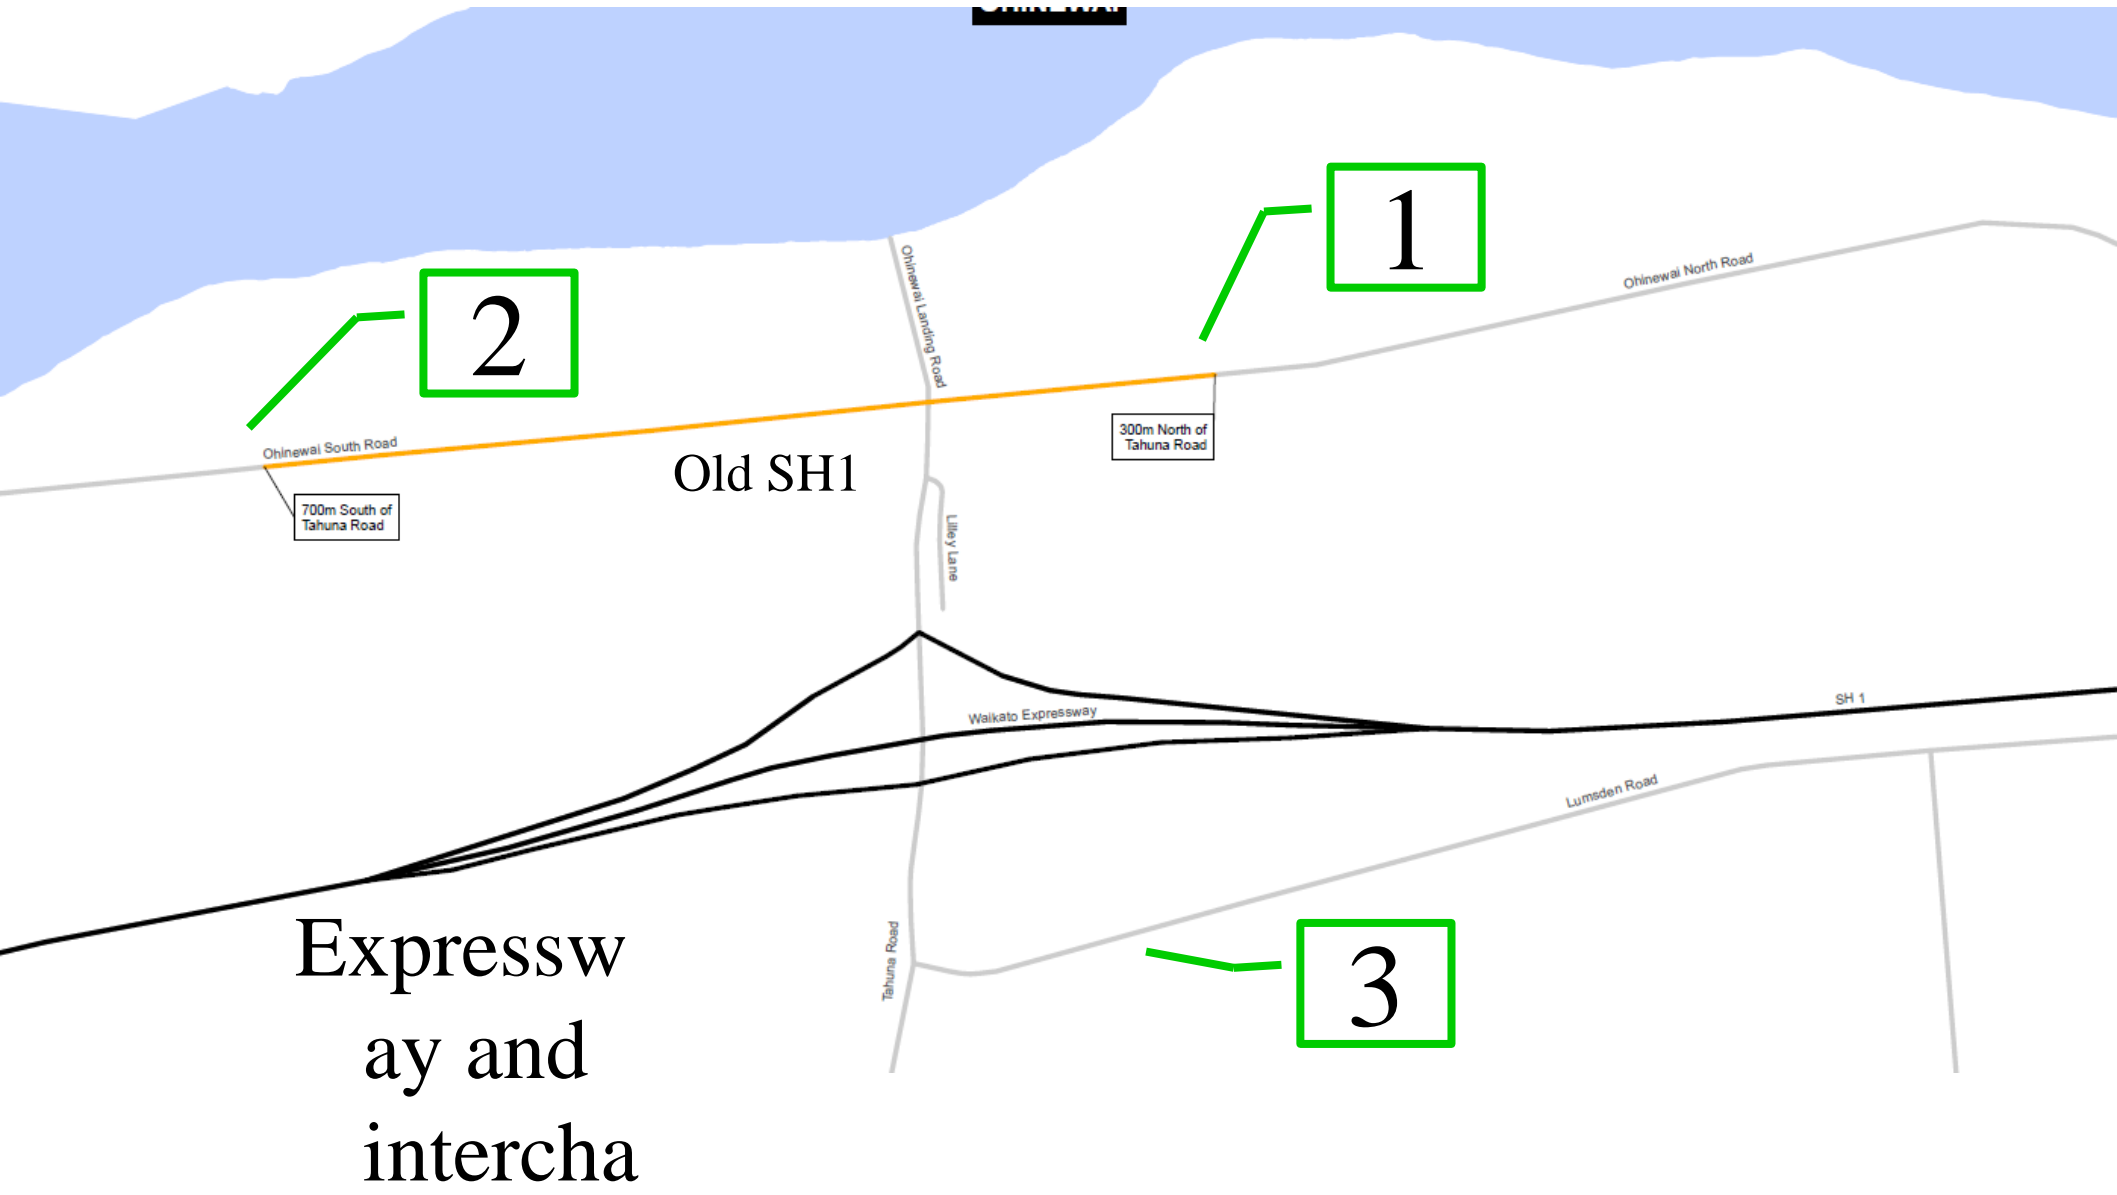 OHINEWAI
1
2
Ohinewai Landing Road
Ohinewai North Road
300m North of
Tahuna Road
Ohinewai South Road
Old SH1
700m South of
Tahuna Road
Lilley Lane
SH 1
Waikato Expressway
Lumsden Road
Expressw
ay and
intercha
Tahuna Road
3